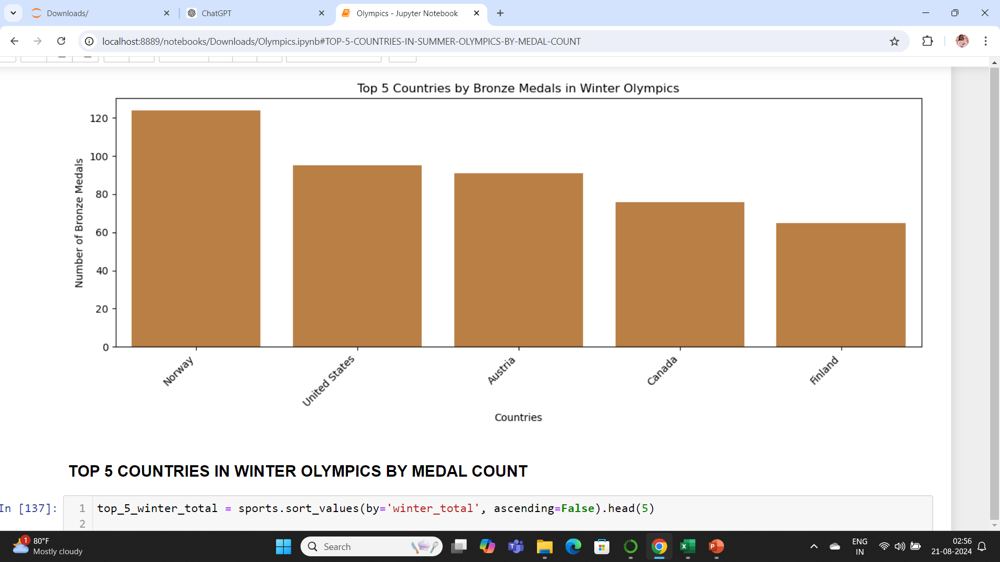 Downloads/
ChatGPT
Olympics - Jupyter Notebook
localhost:8889/notebooks/Downloads/Olympics.ipynb#TOP-5-COUNTRIES-IN-SUMMER-OLYMPICS-BY-MEDAL-COUNT
Top 5 Countries by Bronze Medals in Winter Olympics
Number of Bronze Medals
120
100
80
60
40
20
0
Norway
United States
Austria
Canada
Finland
Countries
TOP 5 COUNTRIES IN WINTER OLYMPICS BY MEDAL COUNT
In [137]:
1 top_5_winter_total = sports.sort_values(by='winter_total', ascending=False).head(5)
2
1
80°F
Mostly cloudy
Search
ENG
IN
02:56
21-08-2024